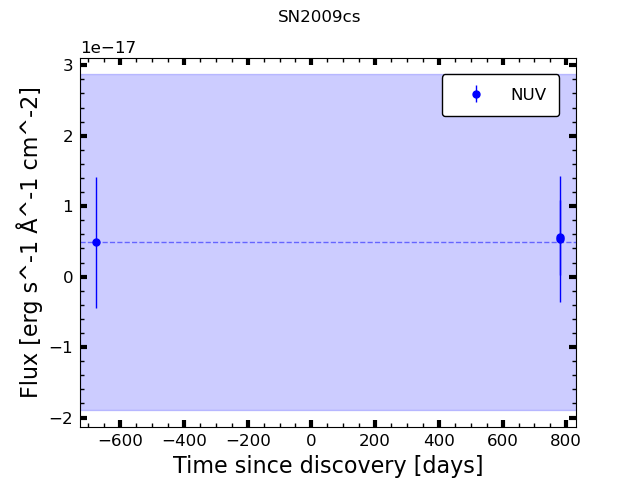 SN2009cs
1e−17
3
2
1
0
−1
−2
Flux [erg s^-1 Å^-1 cm^-2]
NUV
−600 −400 −200 0 200 400 600 800
Time since discovery [days]